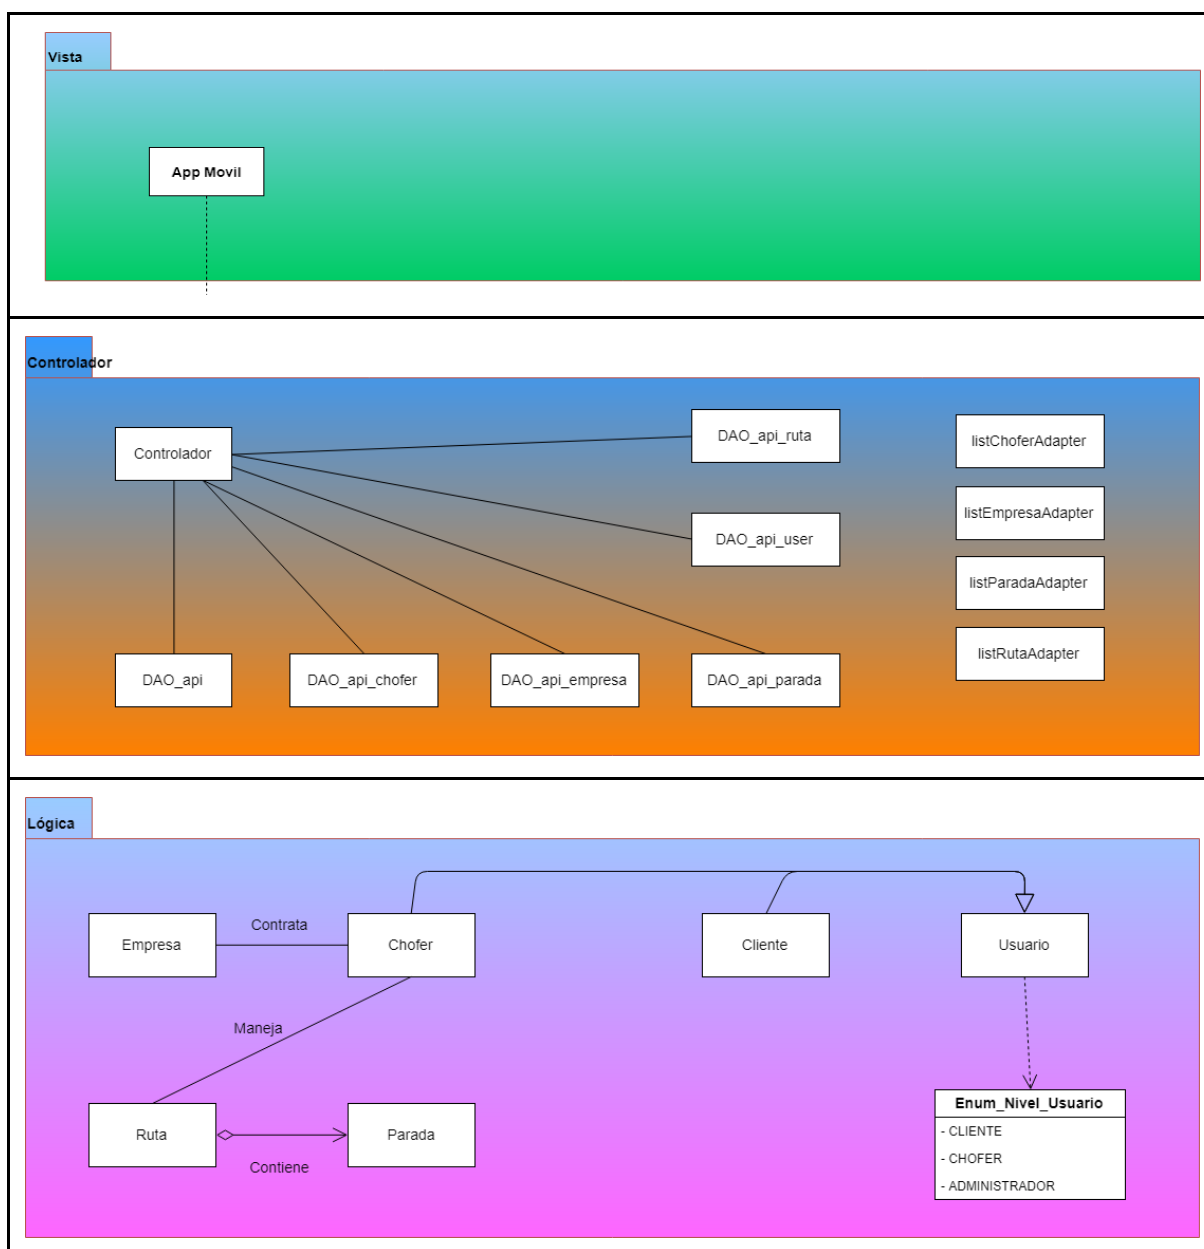 Vista
App Movil
Controlador
Controlador
DAO_api_ruta
listChoferAdapter
listEmpresaAdapter
DAO_api_user
listParadaAdapter
listRutaAdapter
DAO_api
DAO_api_chofer
DAO_api_empresa
DAO_api_parada
Lógica
Empresa
Contrata
Chofer
Cliente
Usuario
Maneja
Ruta
Contiene
Parada
Enum_Nivel_Usuario
- CLIENTE
- CHOFER
- ADMINISTRADOR